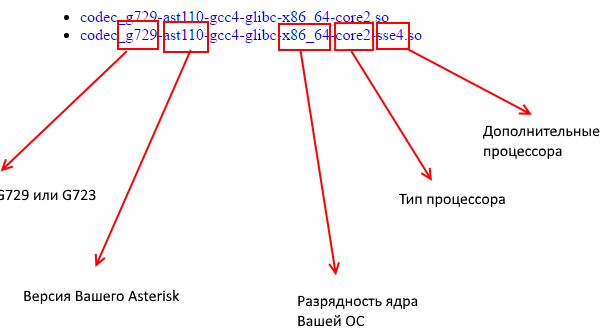 codec_g729-ast110-gcc4-glibc-x86_64-core2.so
codec_g729-ast110-gcc4-glibc-x86_64-core2-sse4.so
Дополнительные
процессора
G729 или G723
Тип процессора
Версия Вашего Asterisk
Разрядность ядра
Вашей ОС